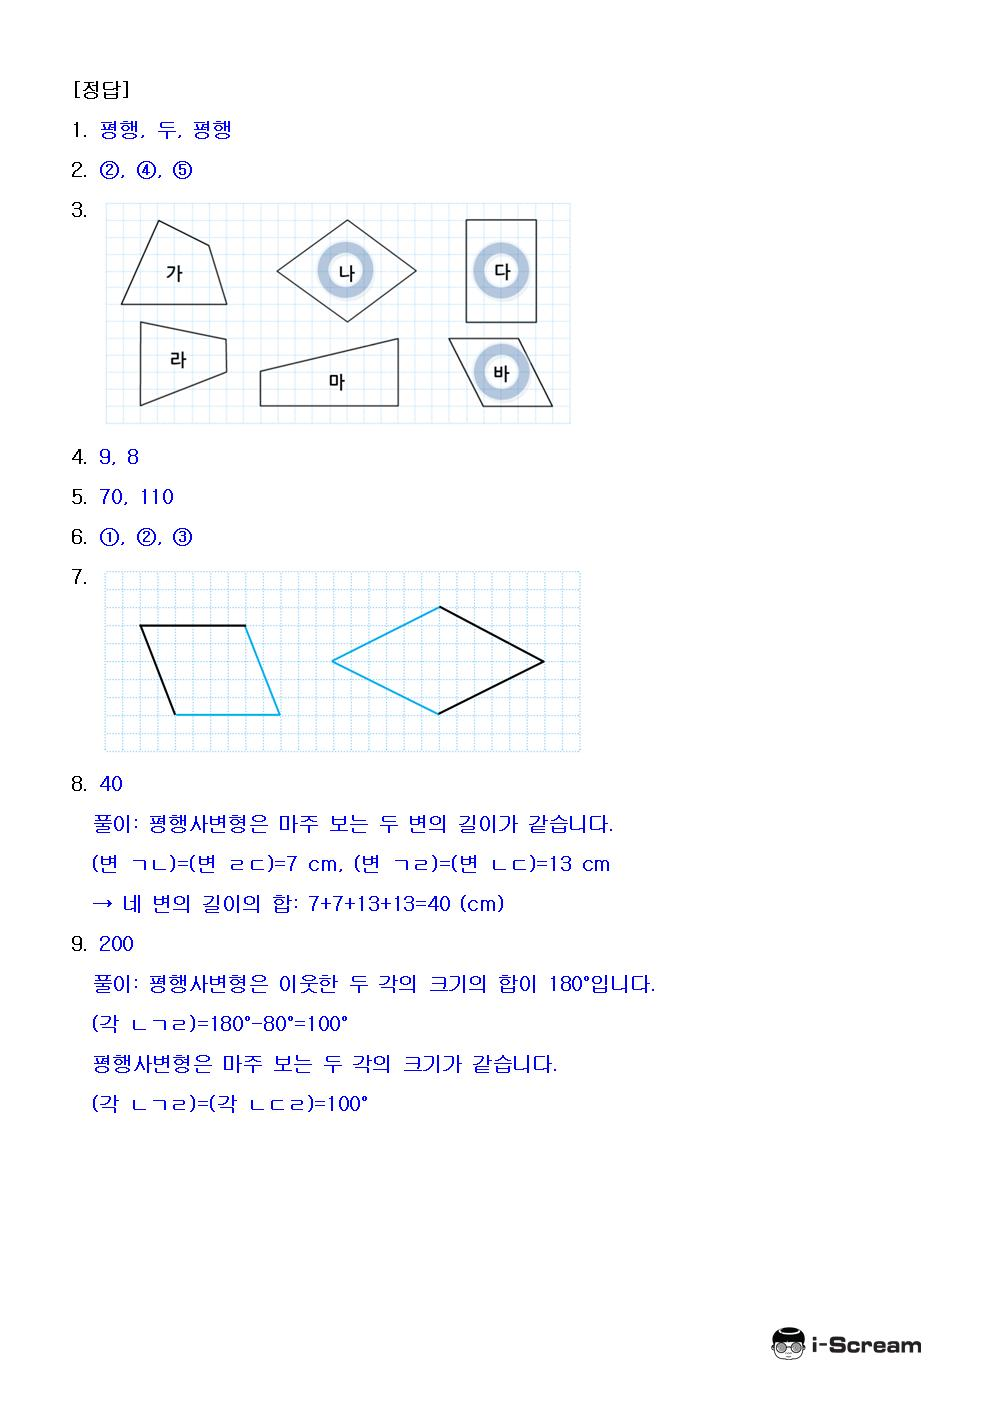 [정답]
1. 평행, 두, 평행
2. ②, ④, ⑤
3.
가
나
다
라
마
바
4. 9, 8
5. 70, 110
6. ①, ②, ③
7.
8. 40
풀이: 평행사변형은 마주 보는 두 변의 길이가 같습니다.
(변 ㄱㄴ)=(변 ㄹㄷ)=7 cm, (변 ㄱㄹ)=(변 ㄴㄷ)=13 cm
→ 네 변의 길이의 합: 7+7+13+13=40 (cm)
9. 200
풀이: 평행사변형은 이웃한 두 각의 크기의 합이 180°입니다.
(각 ㄴㄱㄹ)=180°-80°=100°
평행사변형은 마주 보는 두 각의 크기가 같습니다.
(각 ㄴㄱㄹ)=(각 ㄴㄷㄹ)=100°
i-Scream